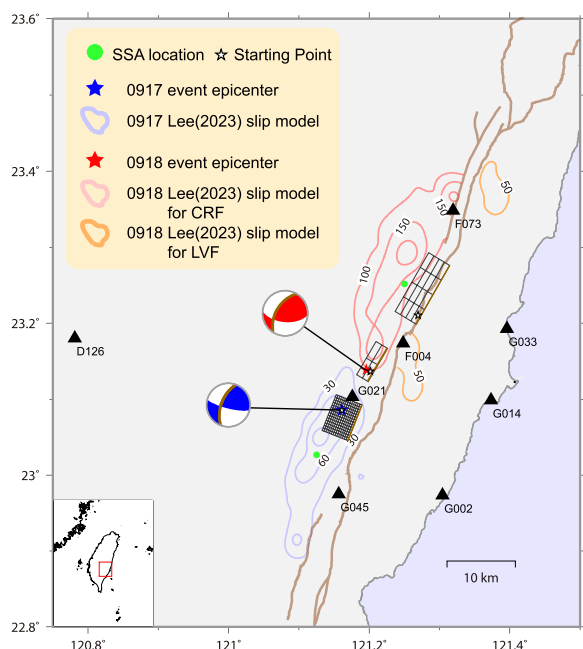 23.6°
SSA location ☆ Starting Point
0917 event epicenter
0917 Lee(2023) slip model
0918 event epicenter
0918 Lee(2023) slip model
for CRF
0918 Lee(2023) slip model
for LVF
23.4°
50
150
F073
150
100
23.2°
D126
G033
F004
50
30
G021
G014
30
60
23°
G045
G002
10 km
22.8°
120.8°
121°
121.2°
121.4°